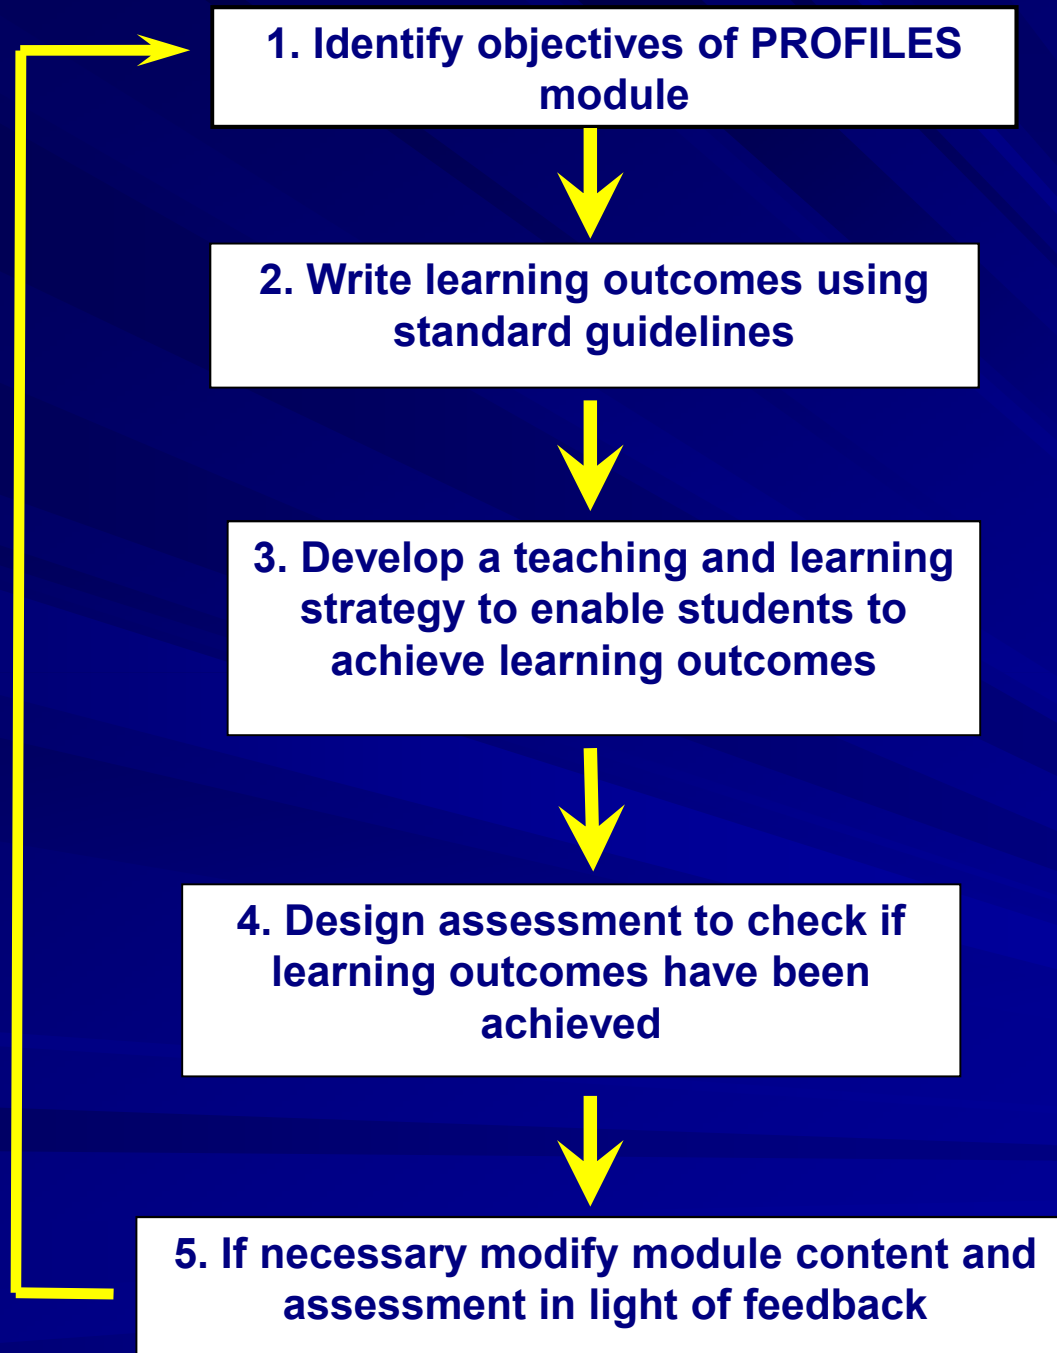 1. Identify objectives of PROFILES
module
2. Write learning outcomes using
standard guidelines
3. Develop a teaching and learning
strategy to enable students to
achieve learning outcomes
4. Design assessment to check if
learning outcomes have been
achieved
5. If necessary modify module content and
assessment in light of feedback